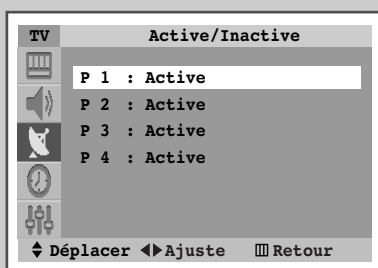 TV Active/Inactive
P 1 : Active
P 2 : Active
P 3 : Active
P 4 : Active
Déplacer Ajuste Retour